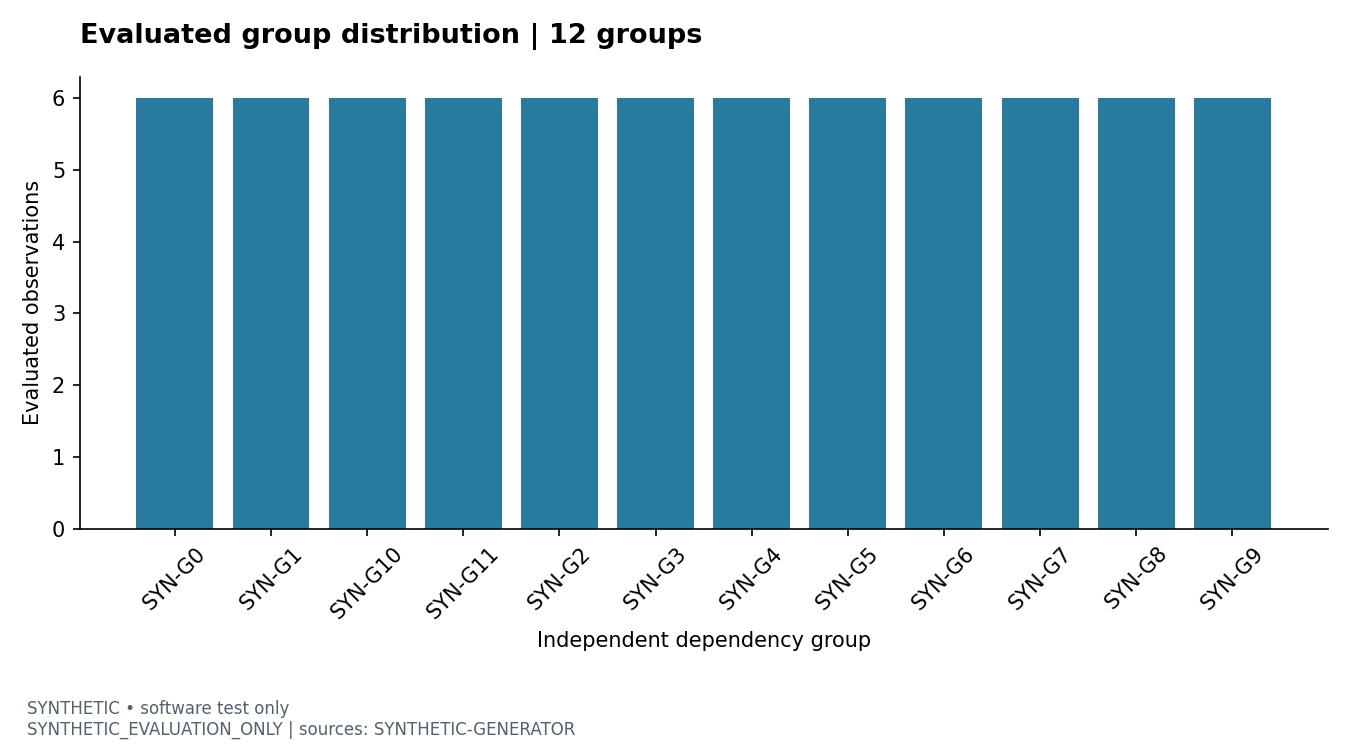 Evaluated group distribution | 12 groups
Evaluated observations
6
5
4
3
2
1
0
SYN-G0
SYN-G1
SYN-G10
SYN-G11
SYN-G2
SYN-G3
SYN-G4
SYN-G5
SYN-G6
SYN-G7
SYN-G8
SYN-G9
Independent dependency group
SYNTHETIC • software test only
SYNTHETIC_EVALUATION_ONLY | sources: SYNTHETIC-GENERATOR